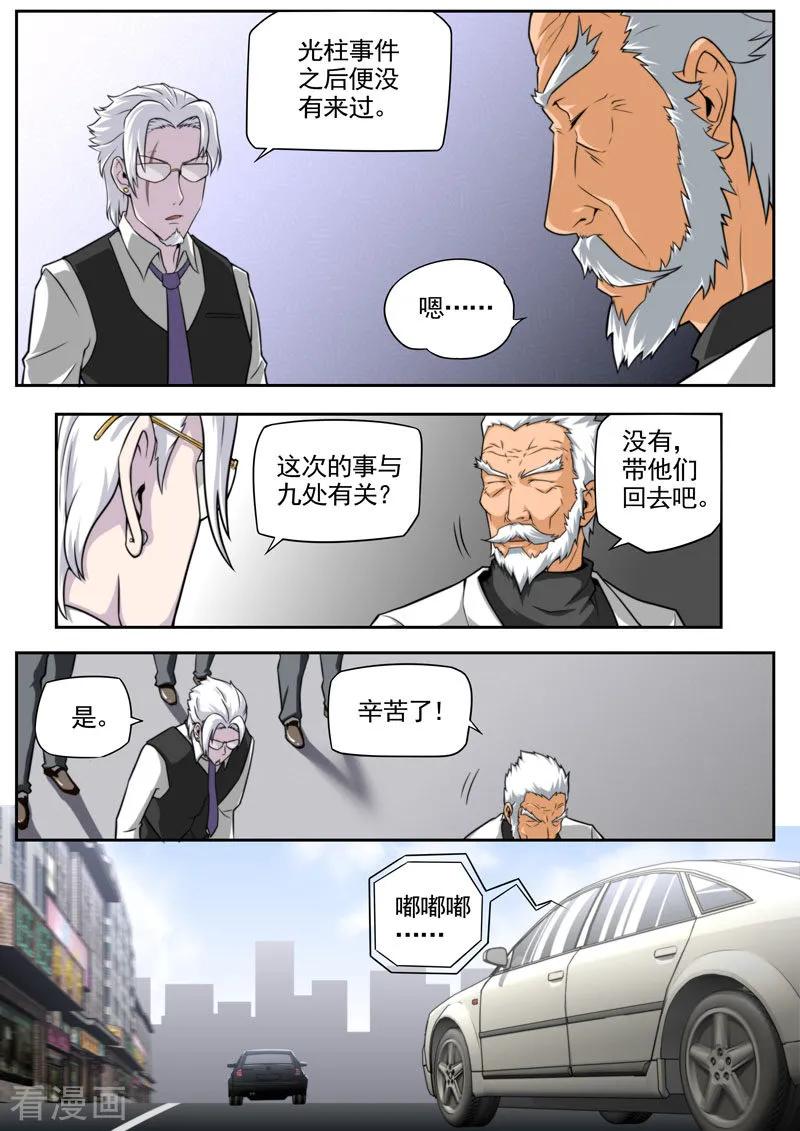 光柱事件
之后便没
有来过。
嗯……
这次的事与
九处有关？
没有，
带他们
回去吧。
是。
辛苦了！
嘟嘟嘟
……
看漫画